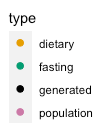 type
dietary
fasting
generated
population